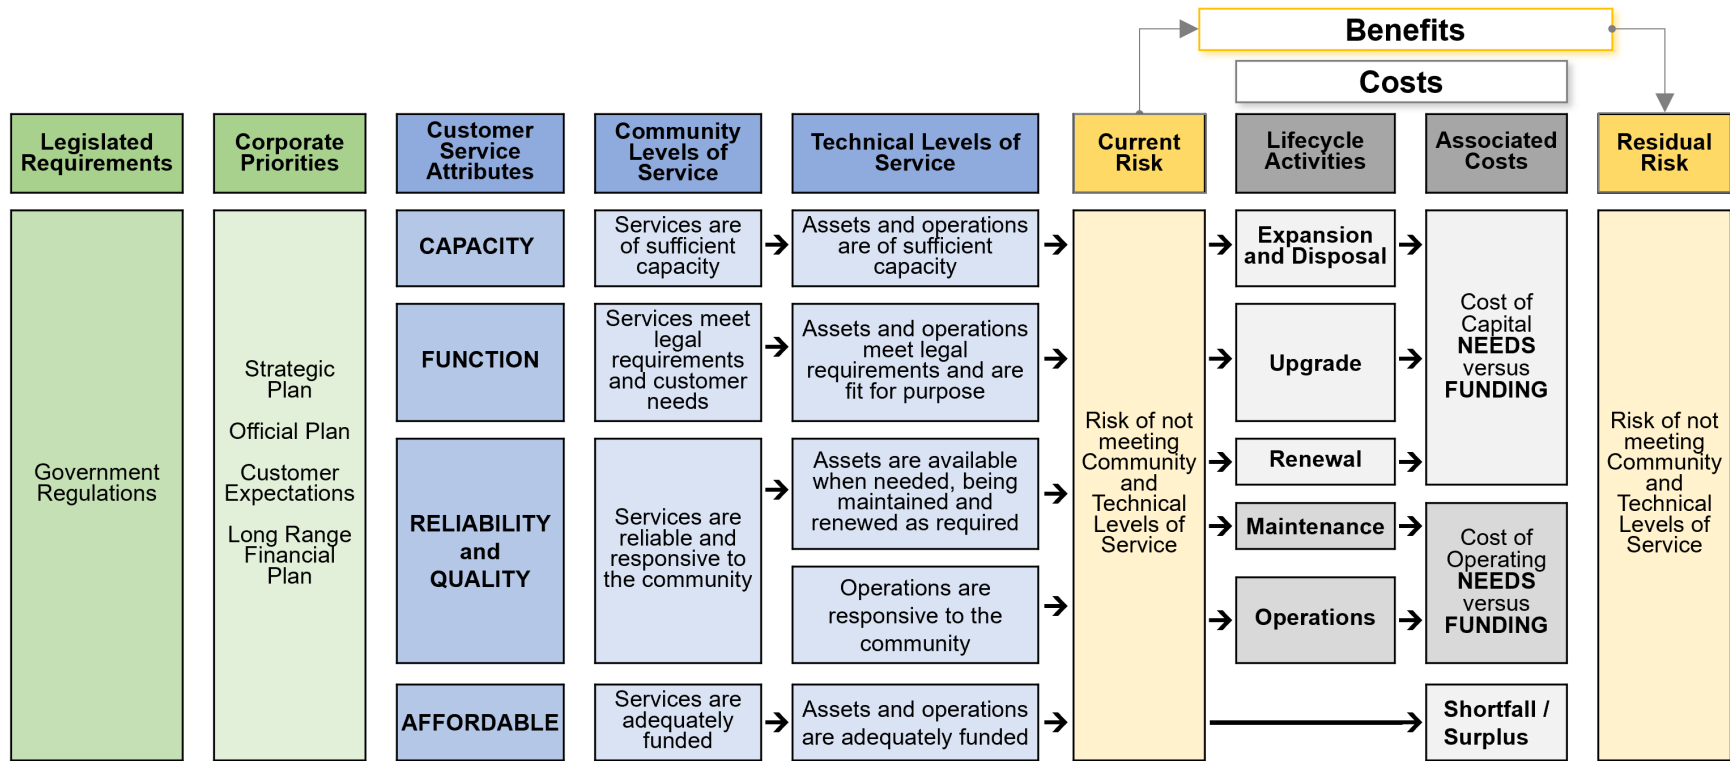 Benefits
Costs
Legislated
Requirements
Corporate
Priorities
Customer
Service
Attributes
Community
Levels of
Service
Technical Levels of
Service
Current
Risk
Lifecycle
Activities
Associated
Costs
Residual
Risk
Government
Regulations
Strategic
Plan
Official Plan
Customer
Expectations
Long Range
Financial
Plan
CAPACITY
Services are
of sufficient
capacity
Assets and operations
are of sufficient
capacity
FUNCTION
Services meet
legal
requirements
and customer
needs
Assets and operations
meet legal
requirements and are
fit for purpose
RELIABILITY
and
QUALITY
Services are
reliable and
responsive to
the community
Assets are available
when needed, being
maintained and
renewed as required
Operations are
responsive to the
community
AFFORDABLE
Services are
adequately
funded
Assets and operations
are adequately funded
Risk of not
meeting
Community
and
Technical
Levels of
Service
Expansion
and Disposal
Upgrade
Renewal
Maintenance
Operations
Cost of
Capital
NEEDS
versus
FUNDING
Cost of
Operating
NEEDS
versus
FUNDING
Shortfall /
Surplus
Risk of not
meeting
Community
and
Technical
Levels of
Service